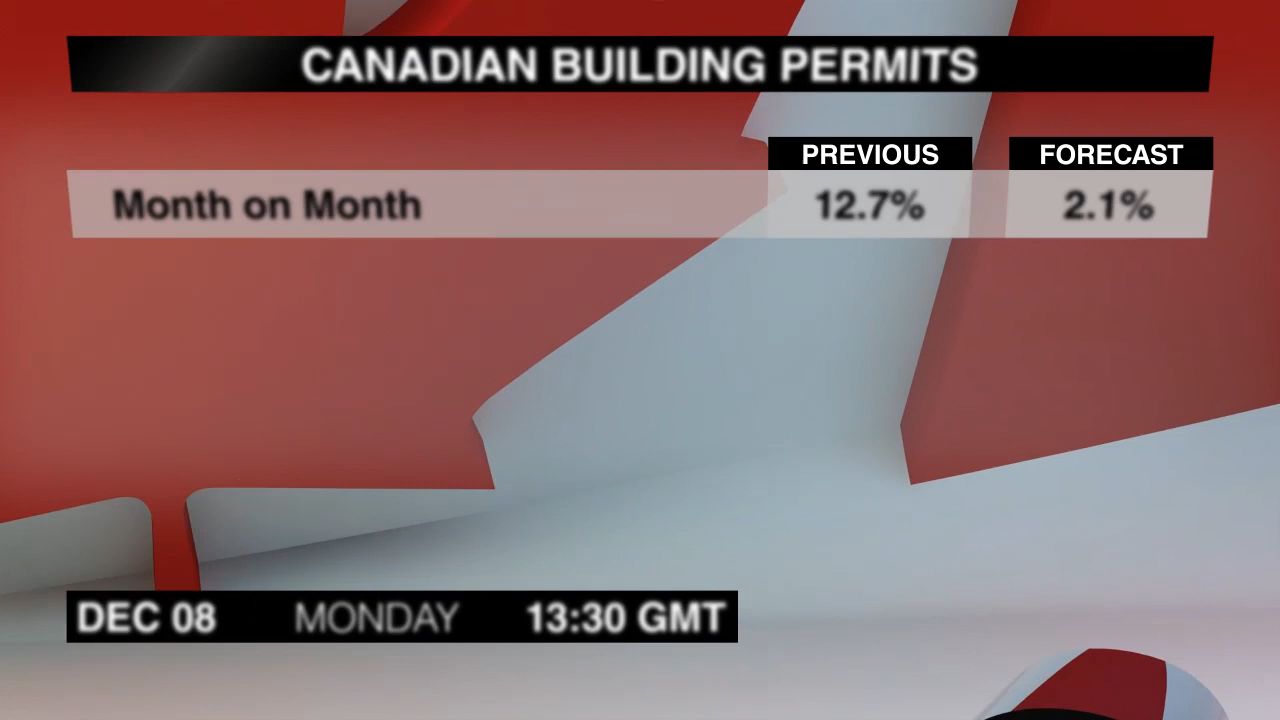 CANADIAN BUILDING PERMITS
PREVIOUS FORECAST
Month on Month 12.7% 2.1%
DEC 08 MONDAY 13:30 GMT